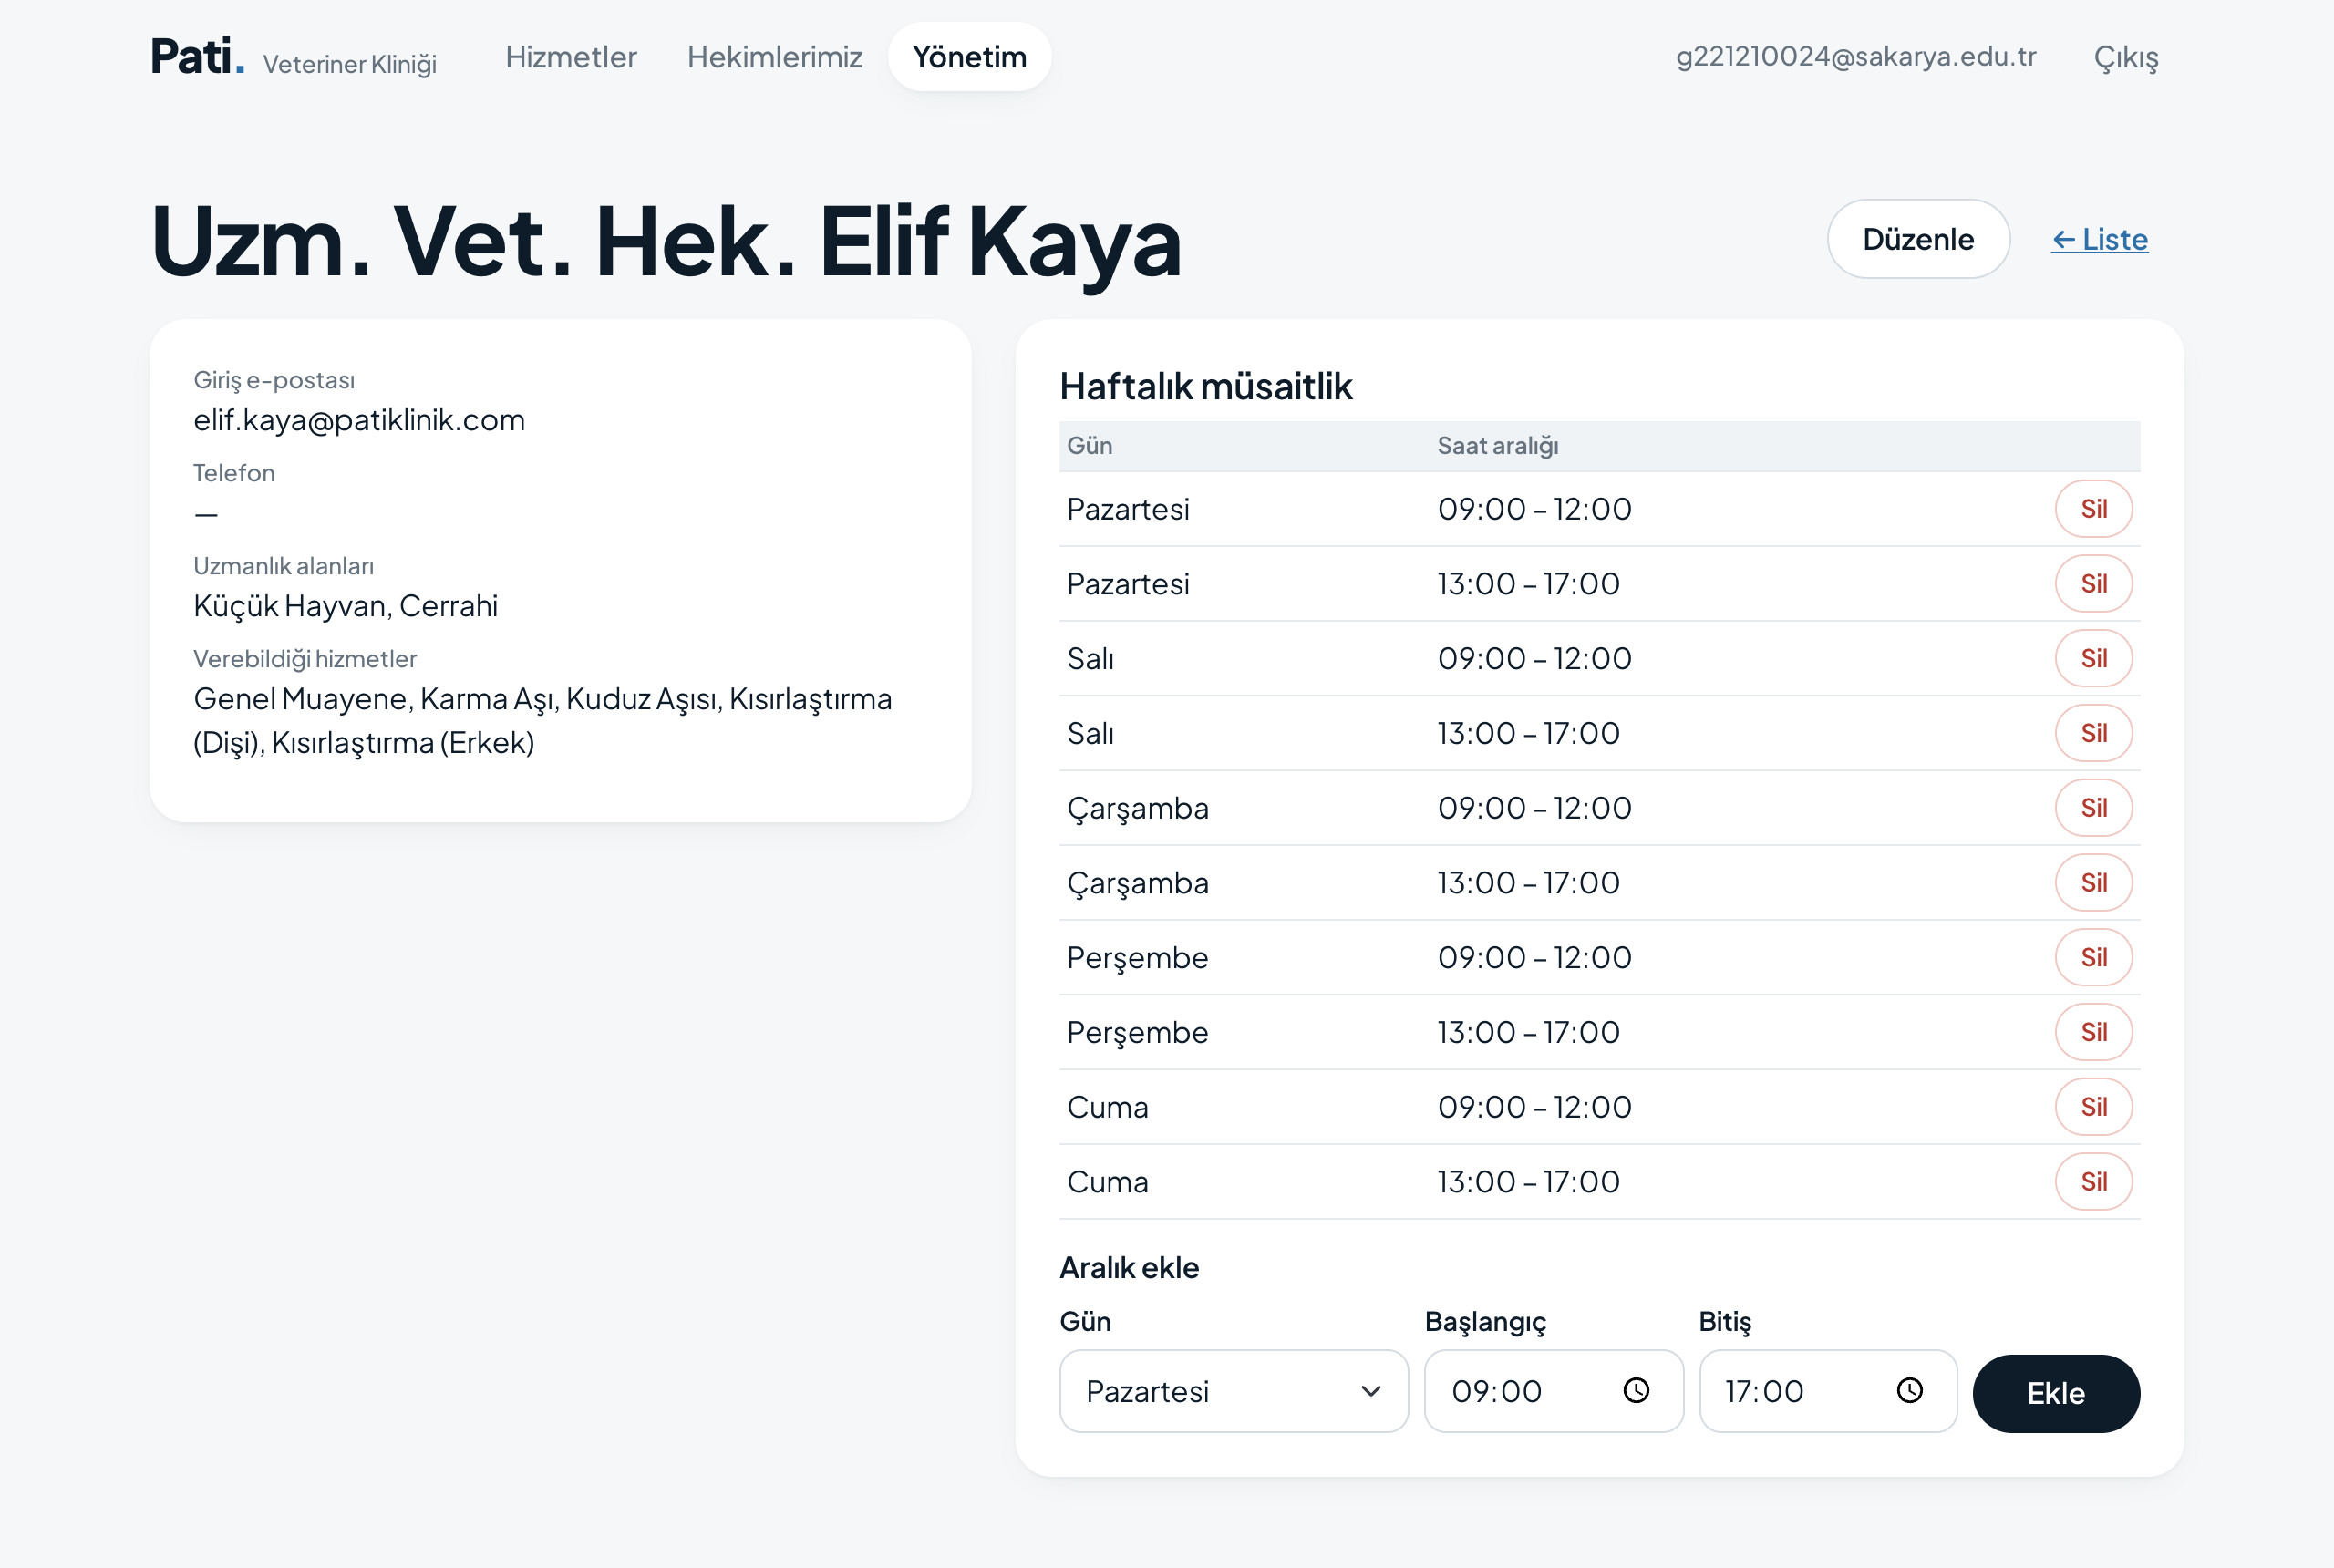 Pati. Veteriner Kliniği Hizmetler Hekimlerimiz Yönetim g221210024@sakarya.edu.tr Çıkış
Uzm. Vet. Hek. Elif Kaya
Düzenle ← Liste
Giriş e-postası
elif.kaya@patiklinik.com
Telefon
—
Uzmanlık alanları
Küçük Hayvan, Cerrahi
Verebildiği hizmetler
Genel Muayene, Karma Aşı, Kuduz Aşısı, Kısırlaştırma
(Dişi), Kısırlaştırma (Erkek)
Haftalık müsaitlik
Gün Saat aralığı
Pazartesi 09:00 – 12:00 Sil
Pazartesi 13:00 – 17:00 Sil
Salı 09:00 – 12:00 Sil
Salı 13:00 – 17:00 Sil
Çarşamba 09:00 – 12:00 Sil
Çarşamba 13:00 – 17:00 Sil
Perşembe 09:00 – 12:00 Sil
Perşembe 13:00 – 17:00 Sil
Cuma 09:00 – 12:00 Sil
Cuma 13:00 – 17:00 Sil
Aralık ekle
Gün Başlangıç Bitiş
Pazartesi 09:00 17:00 Ekle